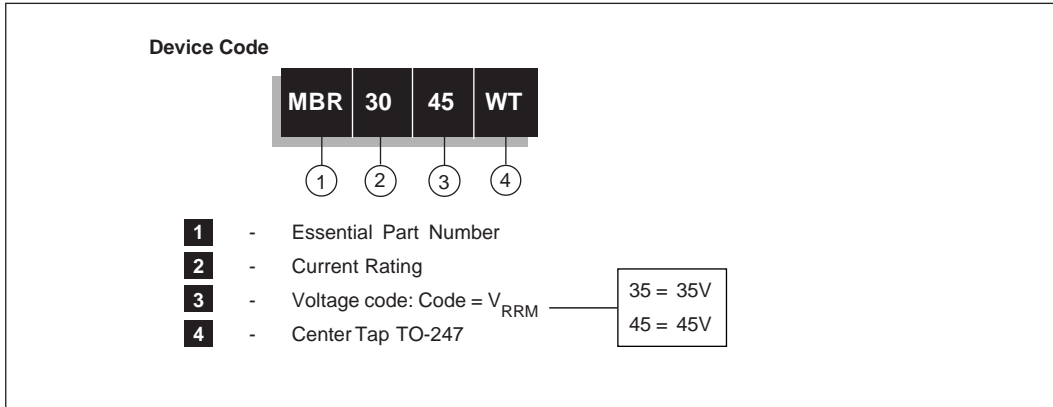 Device Code
MBR 30 45 WT
1 2 3 4
1 - Essential Part Number
2 - Current Rating
3 - Voltage code: Code = VRRM
35 = 35V
45 = 45V
4 - Center Tap TO-247